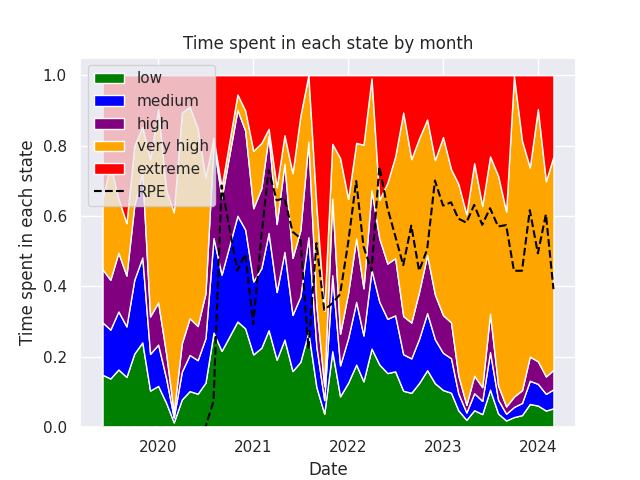 Time spent in each state by month
1.0
0.8
0.6
0.4
0.2
0.0
Time spent in each state
low
medium
high
very high
extreme
RPE
2020
2021
2022
2023
2024
Date